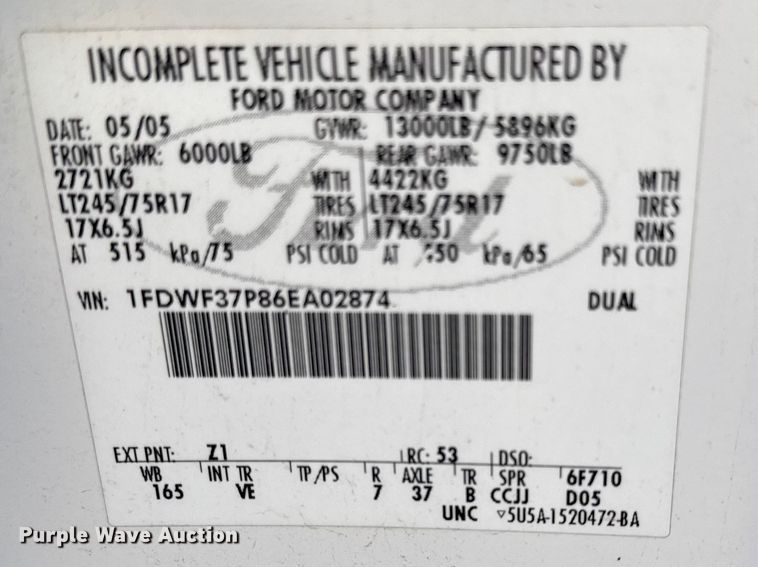 INCOMPLETE VEHICLE MANUFACTURED BY
FORD MOTOR COMPANY
DATE: 05/05 GVWR: 13000LB/ 5896KG
FRONT GAWR: 6000LB REAR GAWR: 9750LB
2721KG WITH 4422KG WITH
LT245/75R17 TIRES LT245/75R17 TIRES
17X6.5J RIMS 17X6.5J RIMS
AT 515 kPa/75 PSI COLD AT kPa/65 PSI COLD
VIN: 1FDWF37P86EA02874 DUAL
Ford
EXT PNT: Z1 RC: 53 DSO:
WB INT TR TP/PS R AXLE TR SPR 6F710
165 VE 7 37 B CCJJ D05
UNC ▽5U5A-1520472-BA
Purple Wave Auction